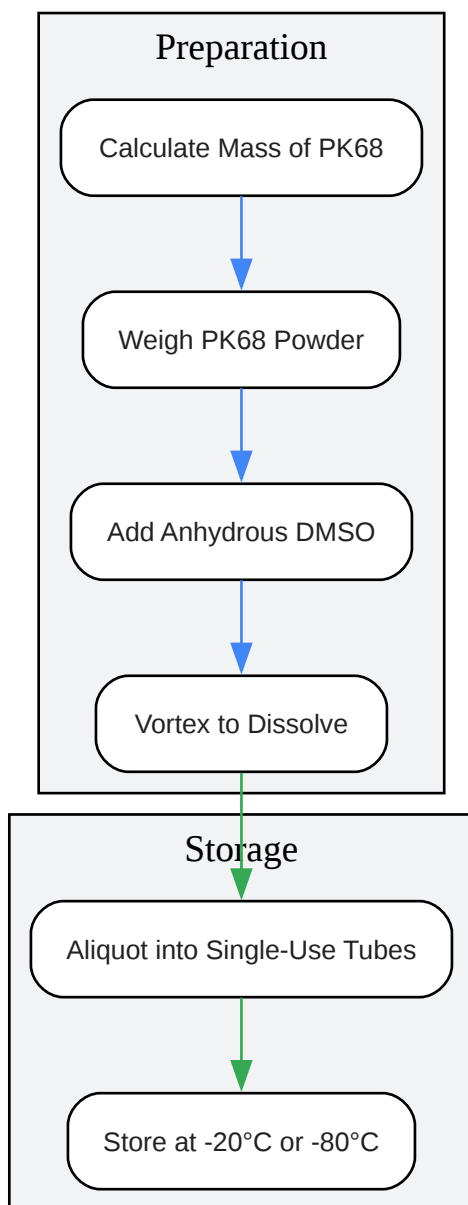 Preparation
Calculate Mass of PK68
Weigh PK68 Powder
Add Anhydrous DMSO
Vortex to Dissolve
Storage
Aliquot into Single-Use Tubes
Store at -20°C or -80°C